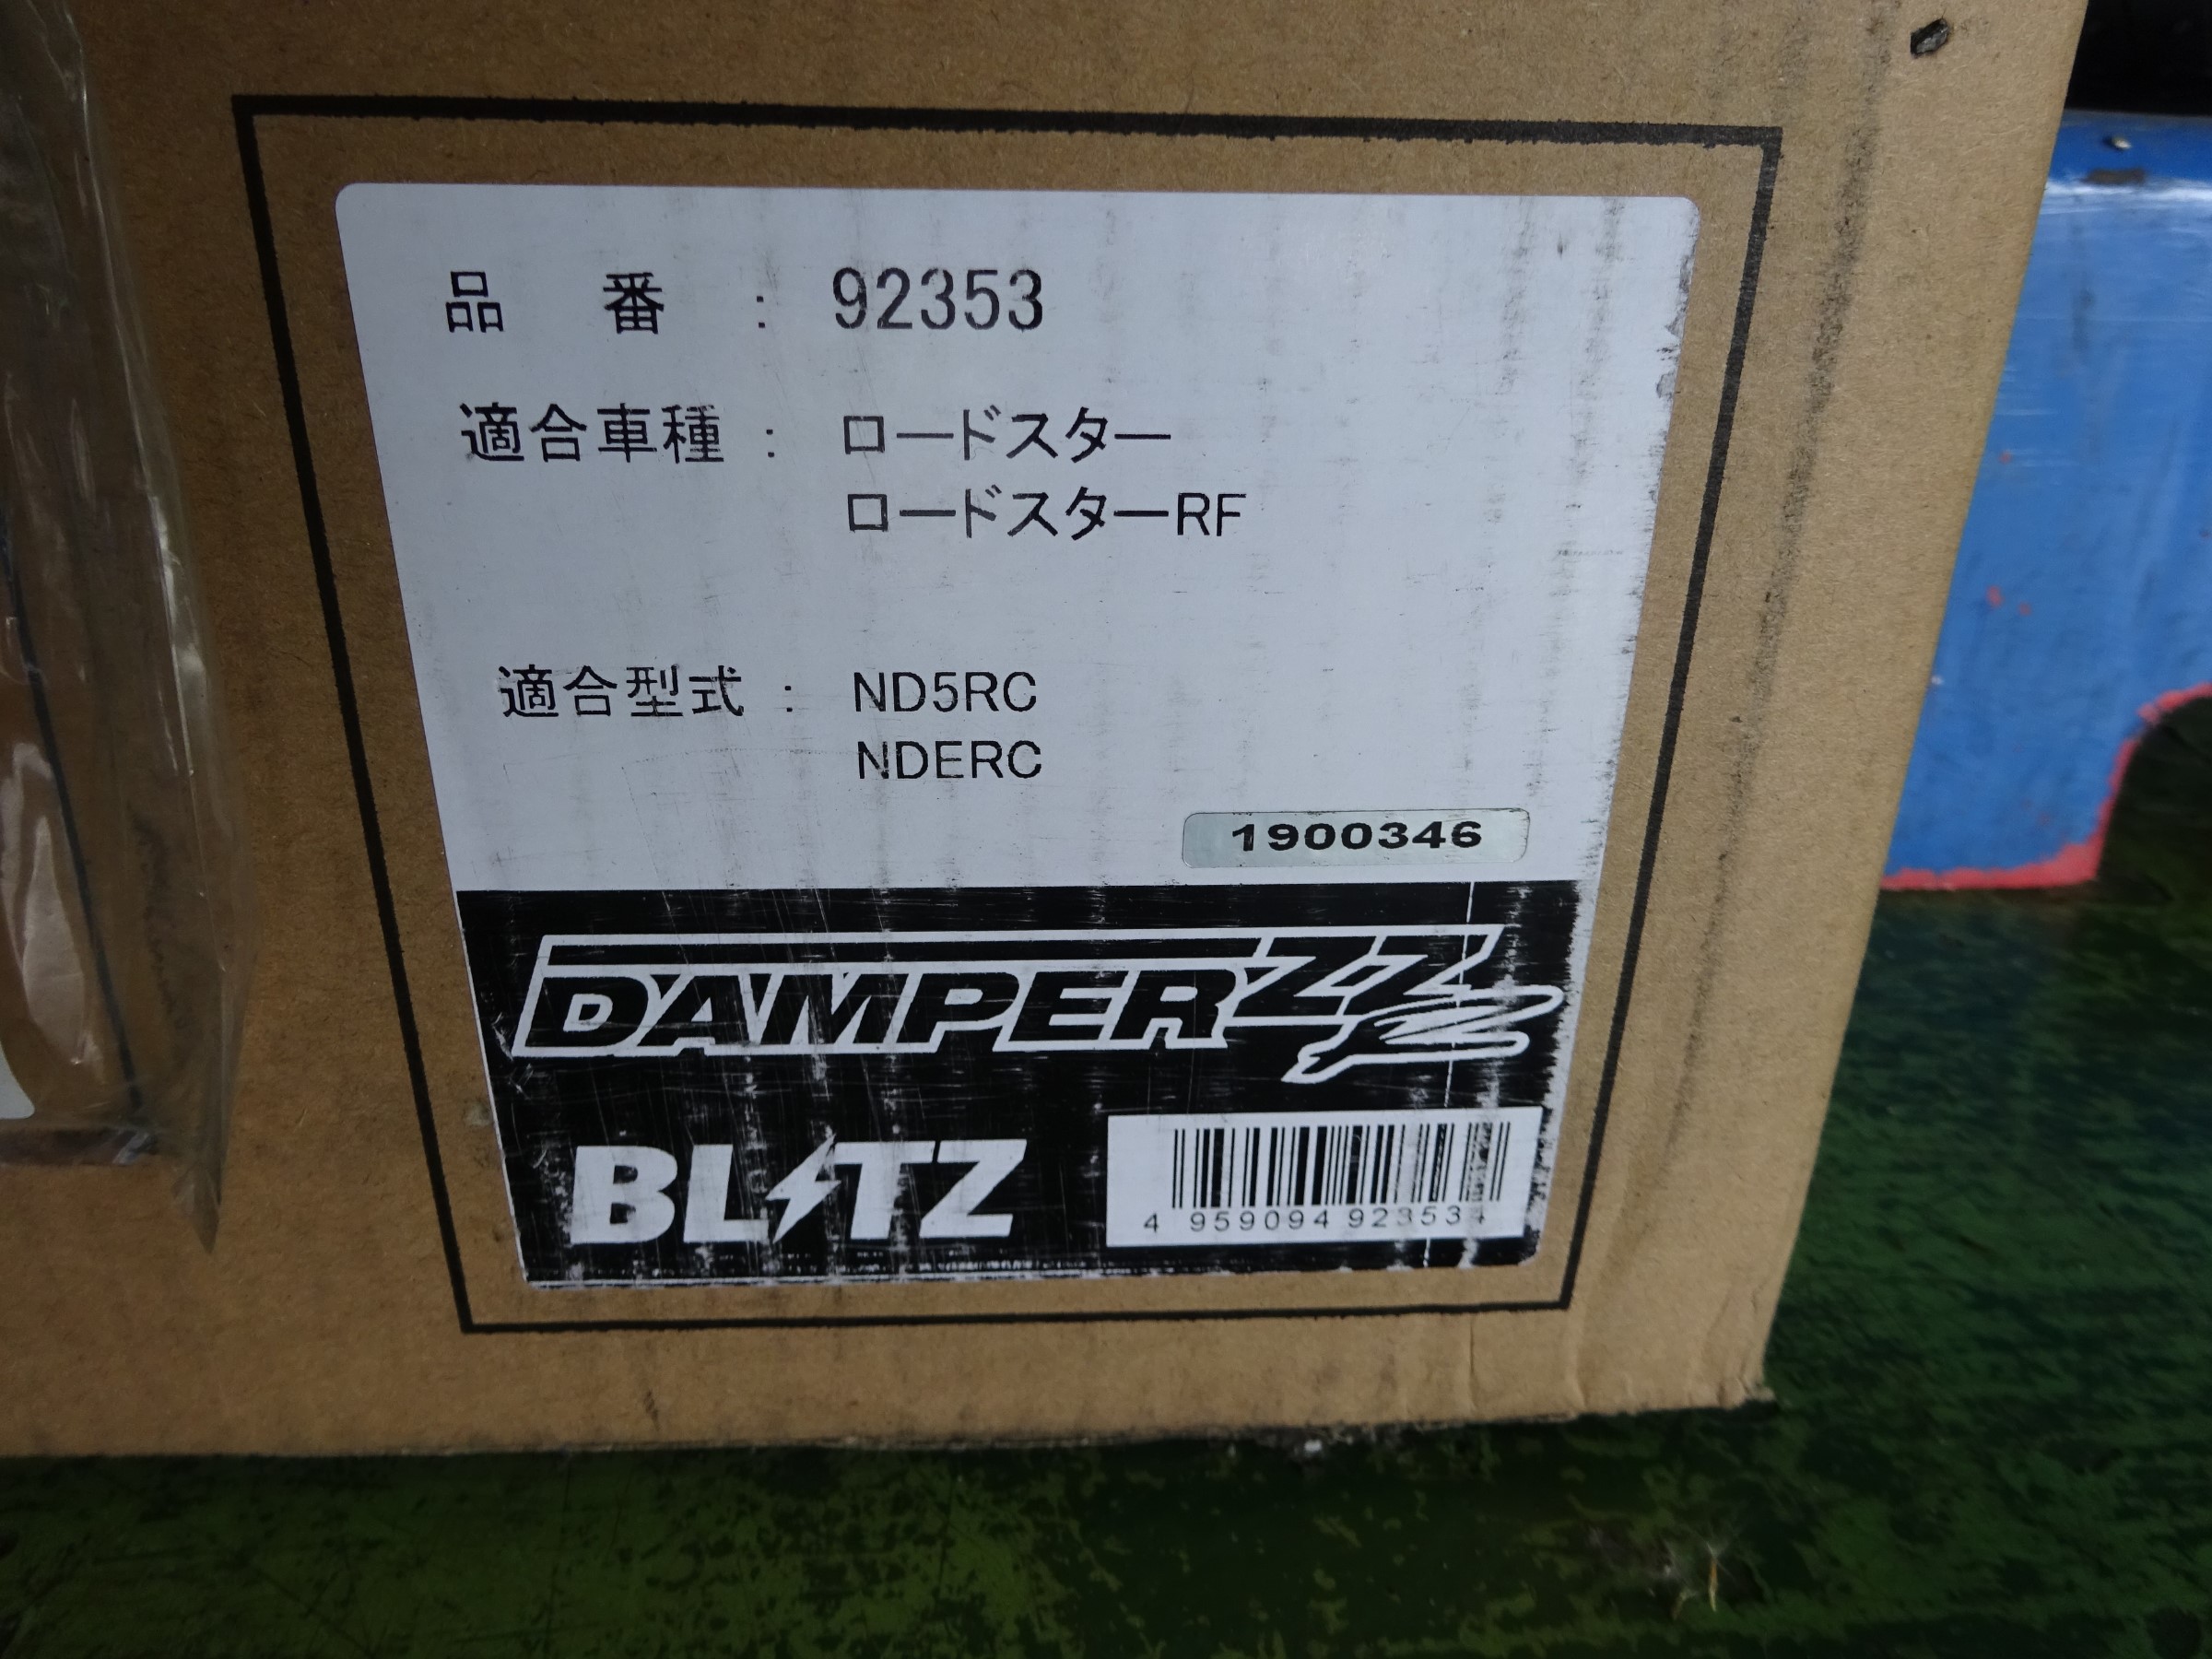 品番 : 92353
適合車種 : ロードスター
ロードスターRF
適合型式 : ND5RC
NDERC
1900346
DAMPER ZZ-R
BLITZ
4 959094 923534